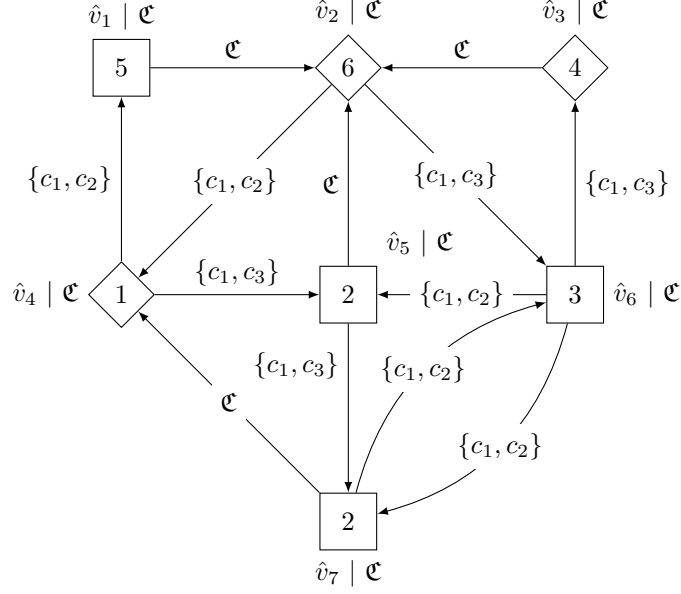 v̂₁ | ℭ
v̂₂ | ℭ
v̂₃ | ℭ
5
ℭ
6
ℭ
4
{c₁, c₂}
{c₁, c₂}
ℭ
{c₁, c₃}
{c₁, c₃}
v̂₅ | ℭ
v̂₄ | ℭ
1
{c₁, c₃}
2
{c₁, c₂}
3
v̂₆ | ℭ
{c₁, c₃}
{c₁, c₂}
ℭ
{c₁, c₂}
2
v̂₇ | ℭ